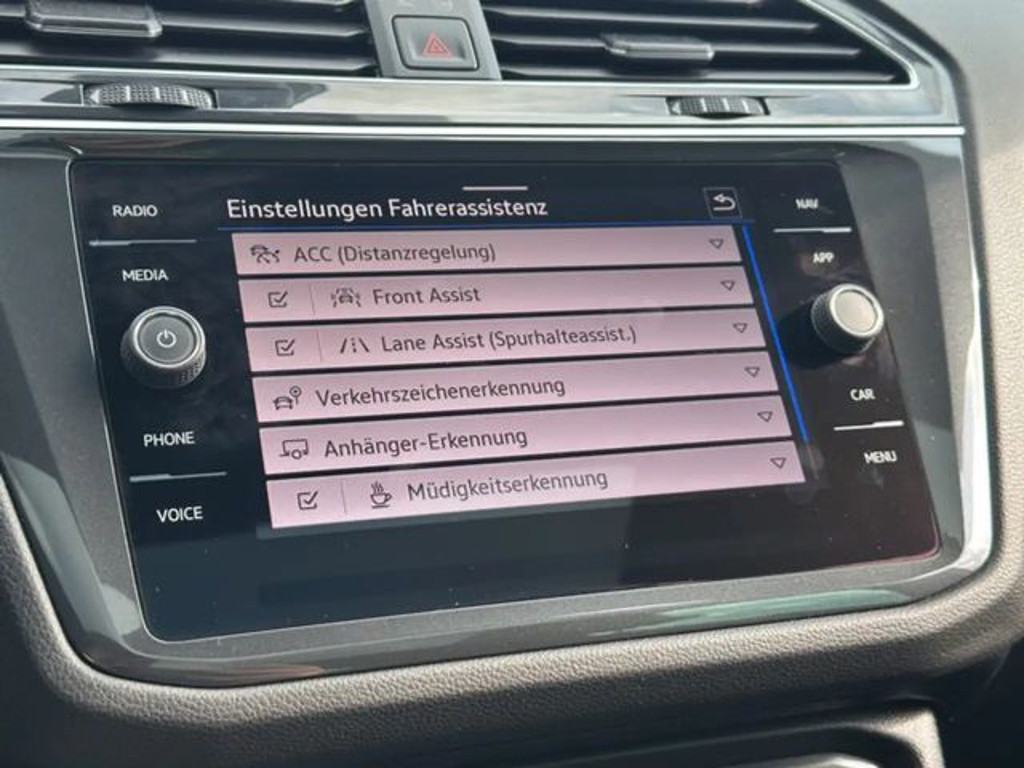 RADIO
MEDIA
PHONE
VOICE
Einstellungen Fahrerassistenz
ACC (Distanzregelung)
Front Assist
Lane Assist (Spurhalteassist.)
Verkehrszeichenerkennung
Anhänger-Erkennung
Müdigkeitserkennung
NAV
APP
CAR
MENU